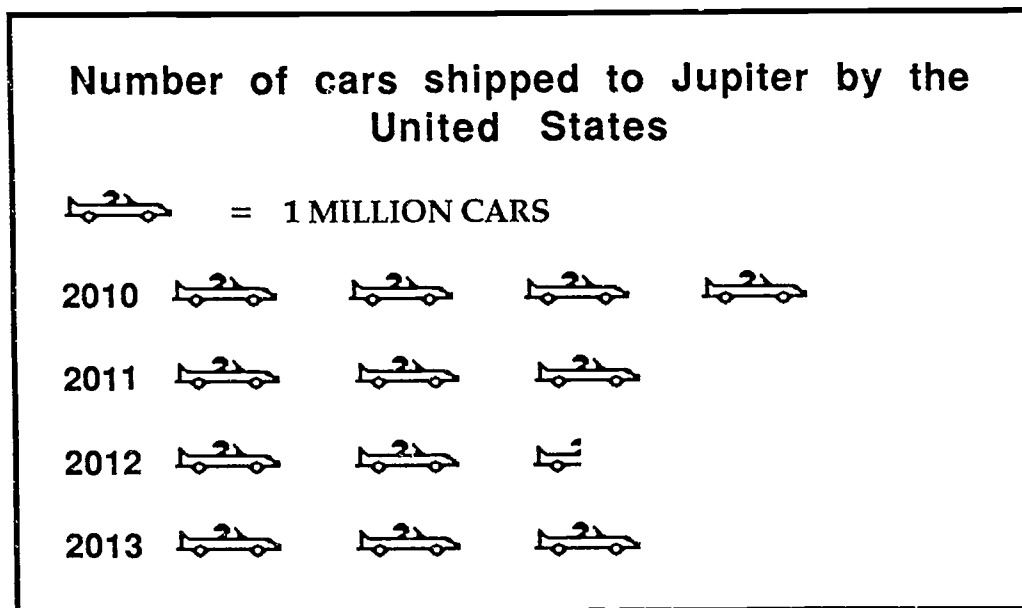 Number of cars shipped to Jupiter by the
United States
= 1 MILLION CARS
2010
2011
2012
2013